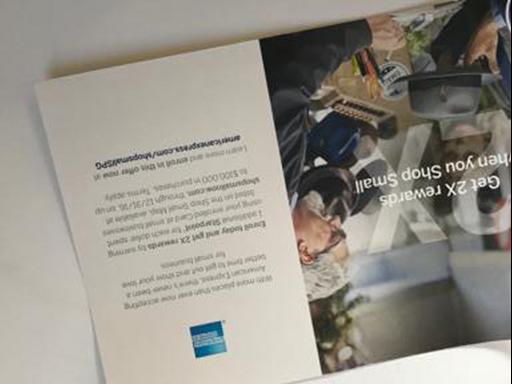 With more places than ever now accepting
American Express, there's never been a
better time to get out and show your love
for small business.
Enroll today and get 2X rewards by earning
1 additional Starpoint® for each dollar spent
using your enrolled Card at small businesses
listed on the Shop Small Map, available at
shopsmallnow.com, through 12/31/16, on up
to $300,000 in purchases. Terms apply.
Learn more and enroll in this offer now at
americanexpress.com/shopsmallSPG
Get 2X rewards
when you Shop Small
2X